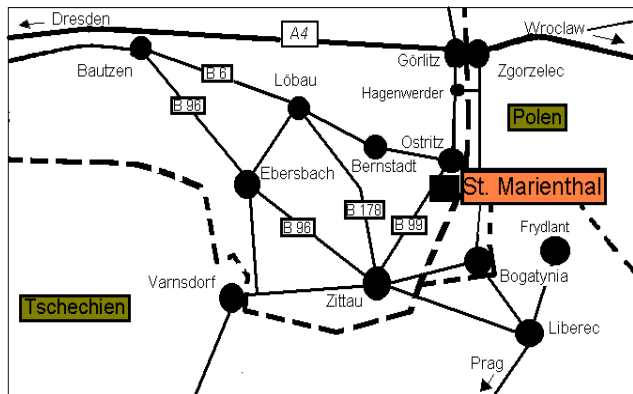 Dresden
A4
Wroclaw
Görlitz
Zgorzelec
Bautzen
B 6
Löbau
Hagenwerder
B 96
Polen
Ostritz
Bernstadt
Ebersbach
St. Marienthal
B 178
B 99
B 96
Frydlant
Varnsdorf
Bogatynia
Zittau
Tschechien
Liberec
Prag